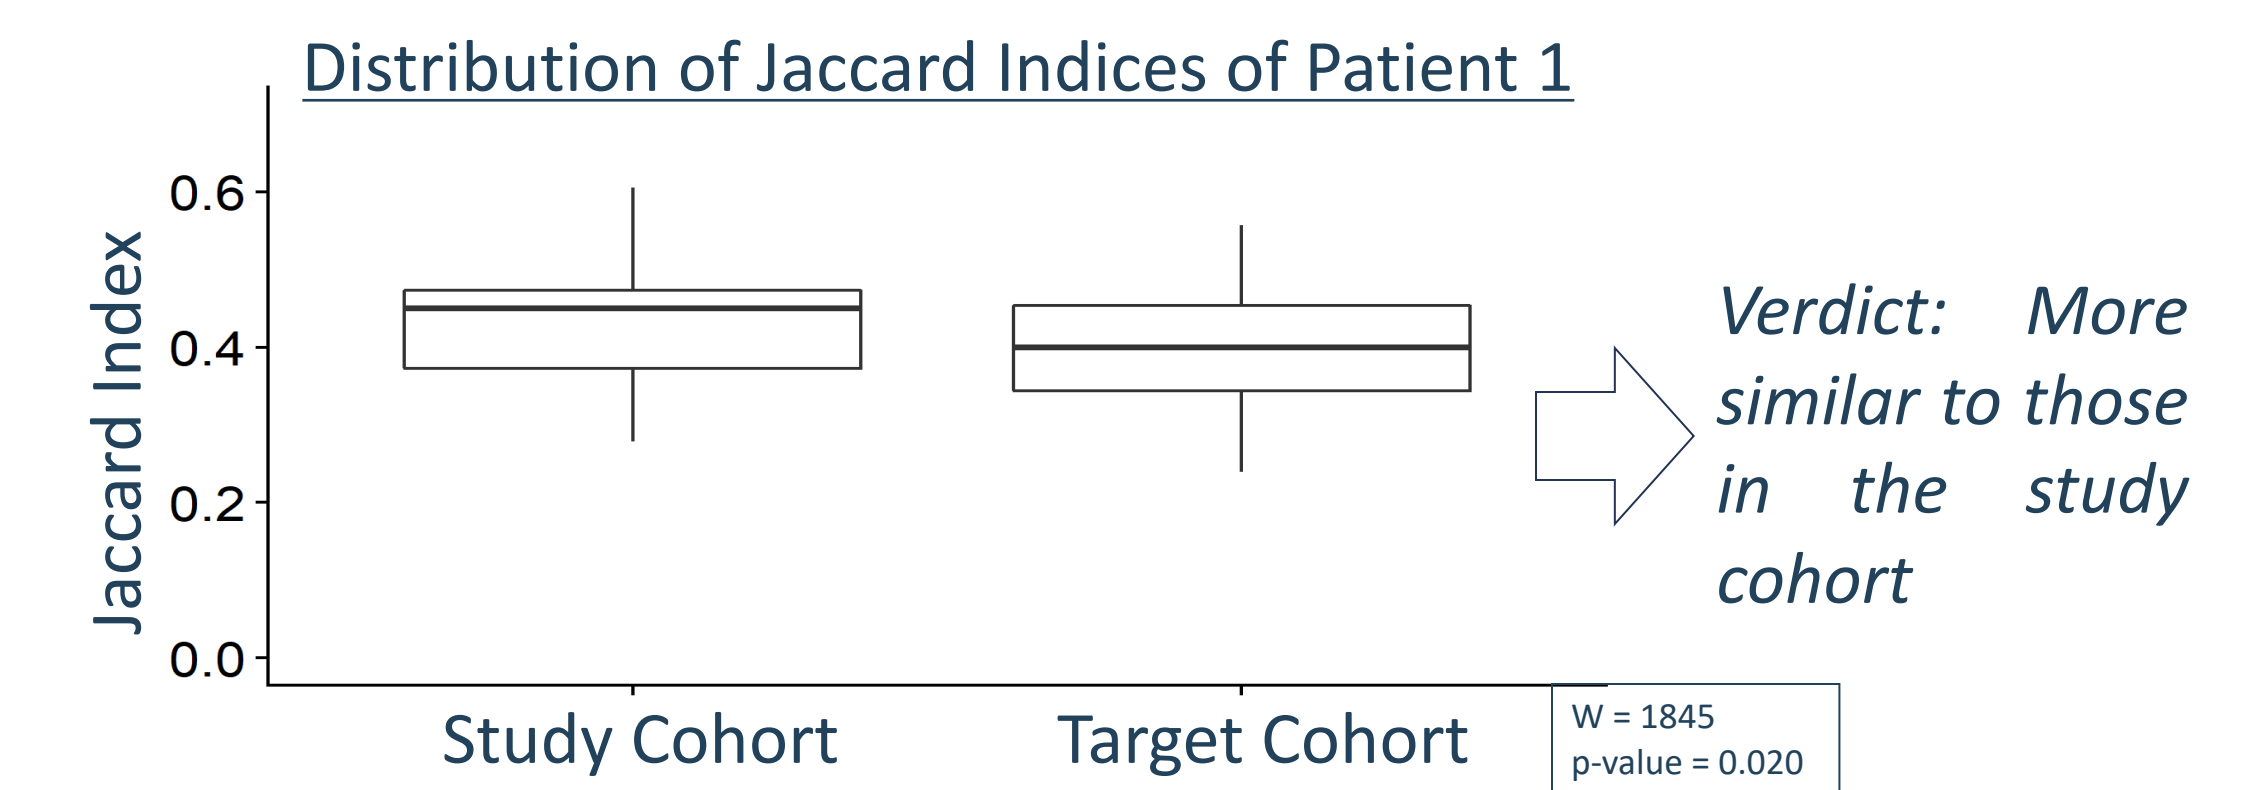 Distribution of Jaccard Indices of Patient 1
Jaccard Index
0.6
0.4
0.2
0.0
Study Cohort
Target Cohort
Verdict: More
similar to those
in the study
cohort
W = 1845
p-value = 0.020